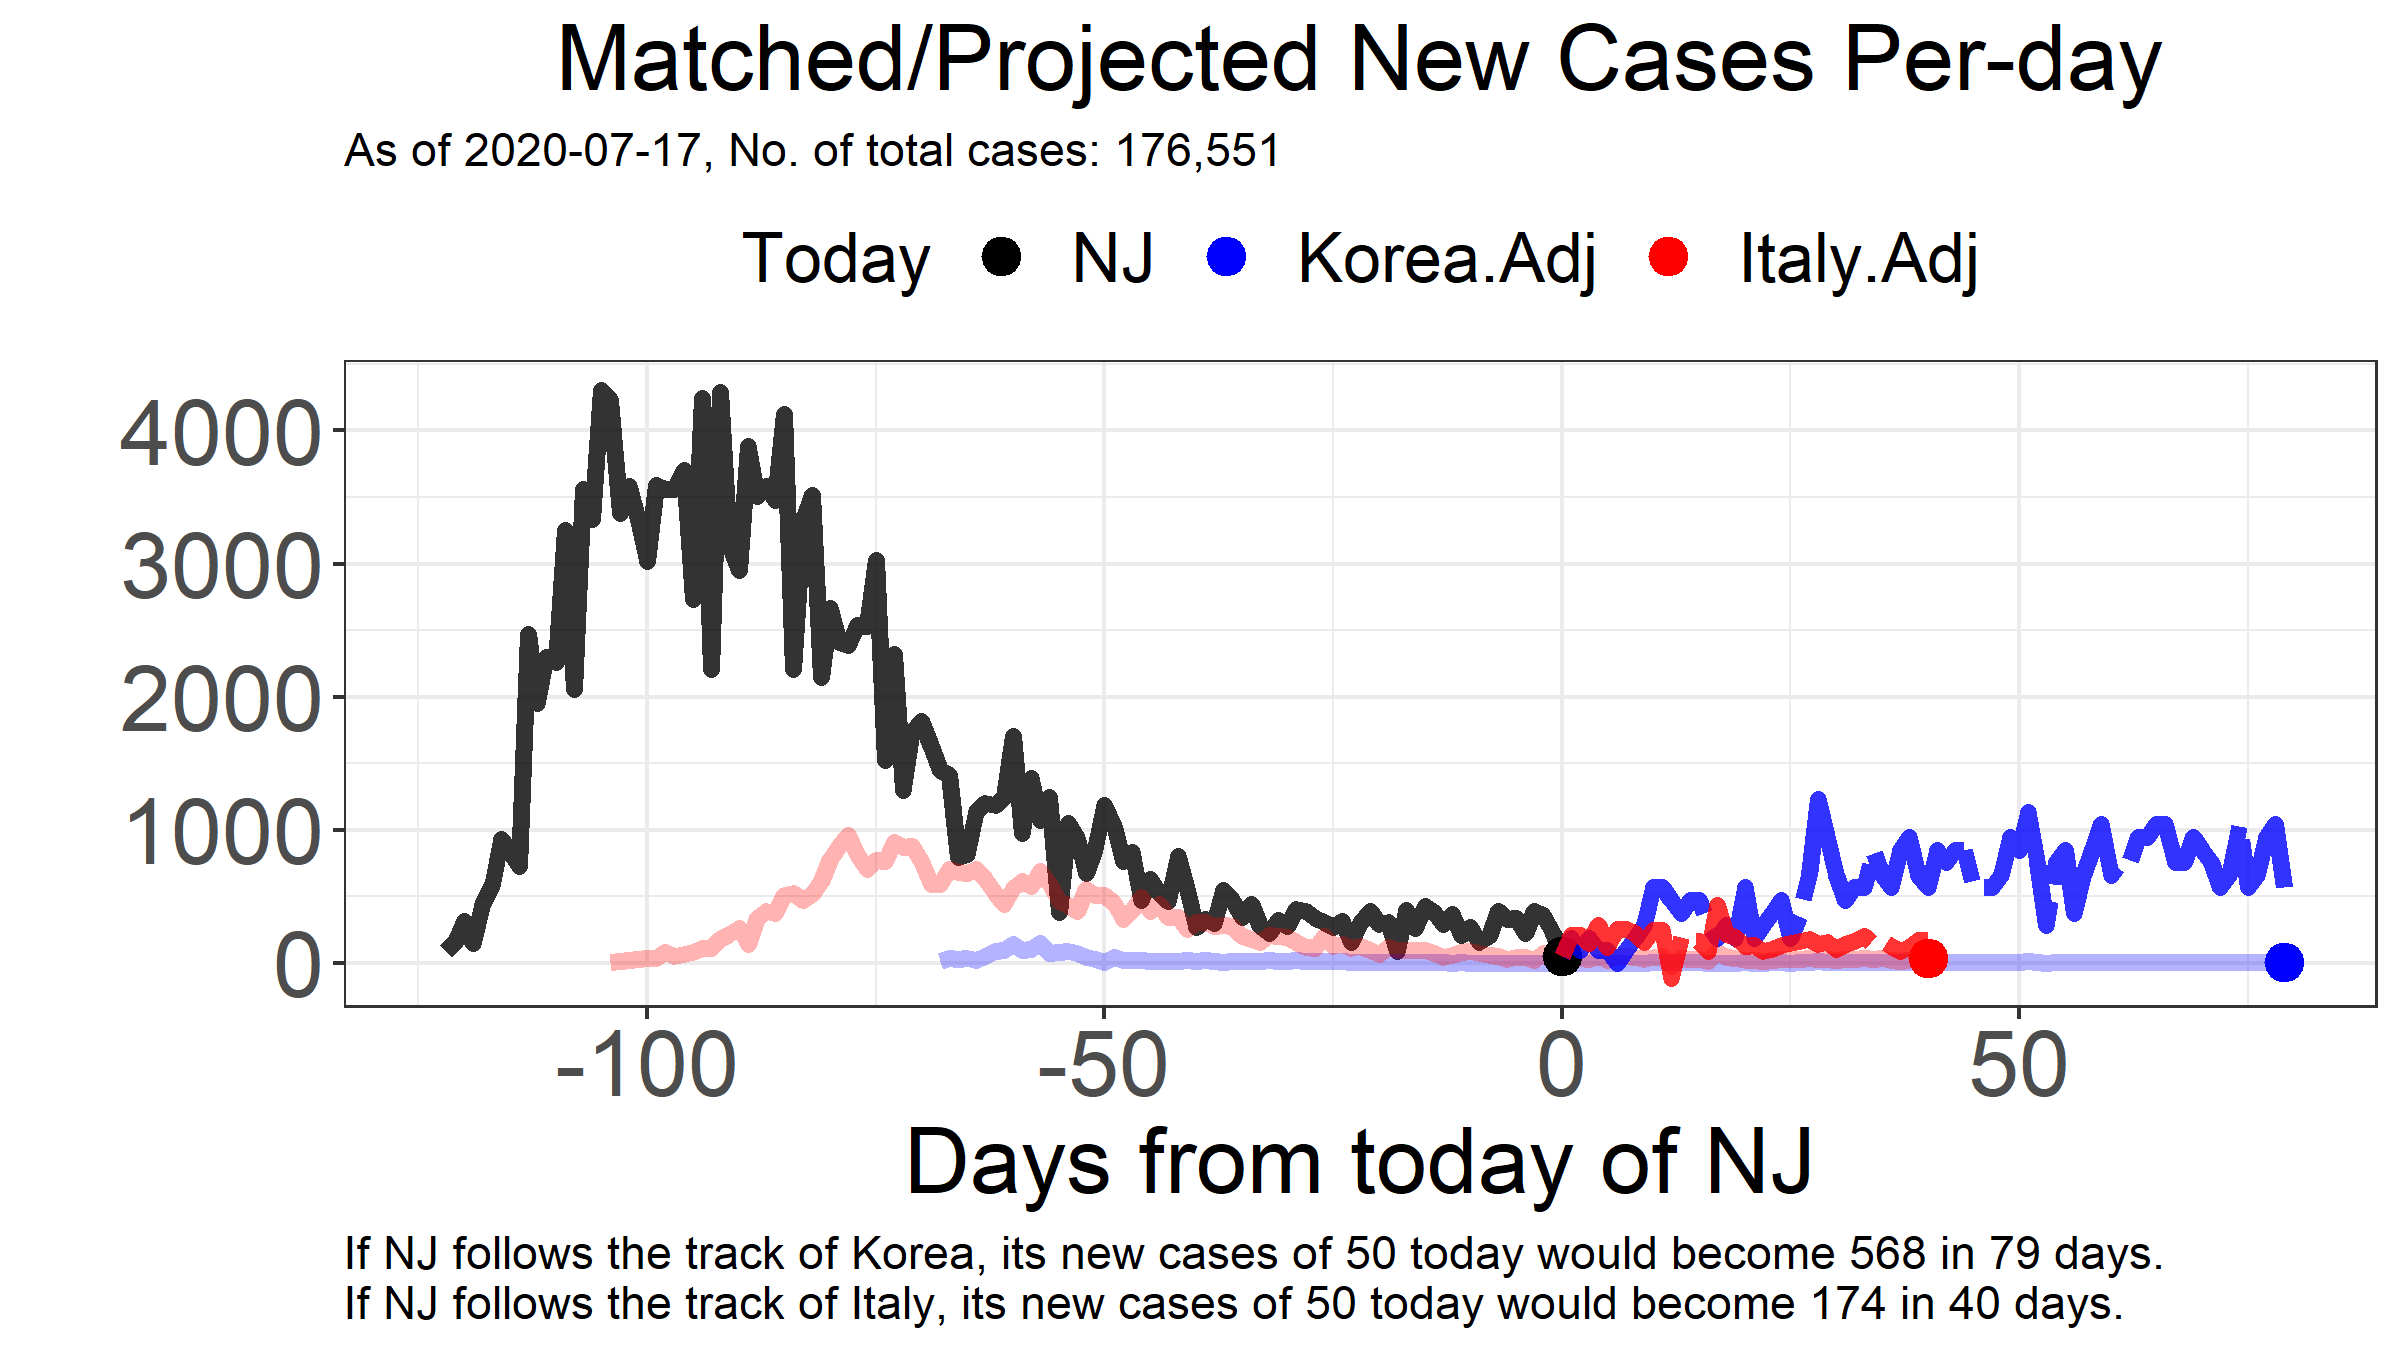 Matched/Projected New Cases Per-day
As of 2020-07-17, No. of total cases: 176,551
Today NJ Korea.Adj Italy.Adj
4000
3000
2000
1000
0
-100 -50 0 50
Days from today of NJ
If NJ follows the track of Korea, its new cases of 50 today would become 568 in 79 days.
If NJ follows the track of Italy, its new cases of 50 today would become 174 in 40 days.